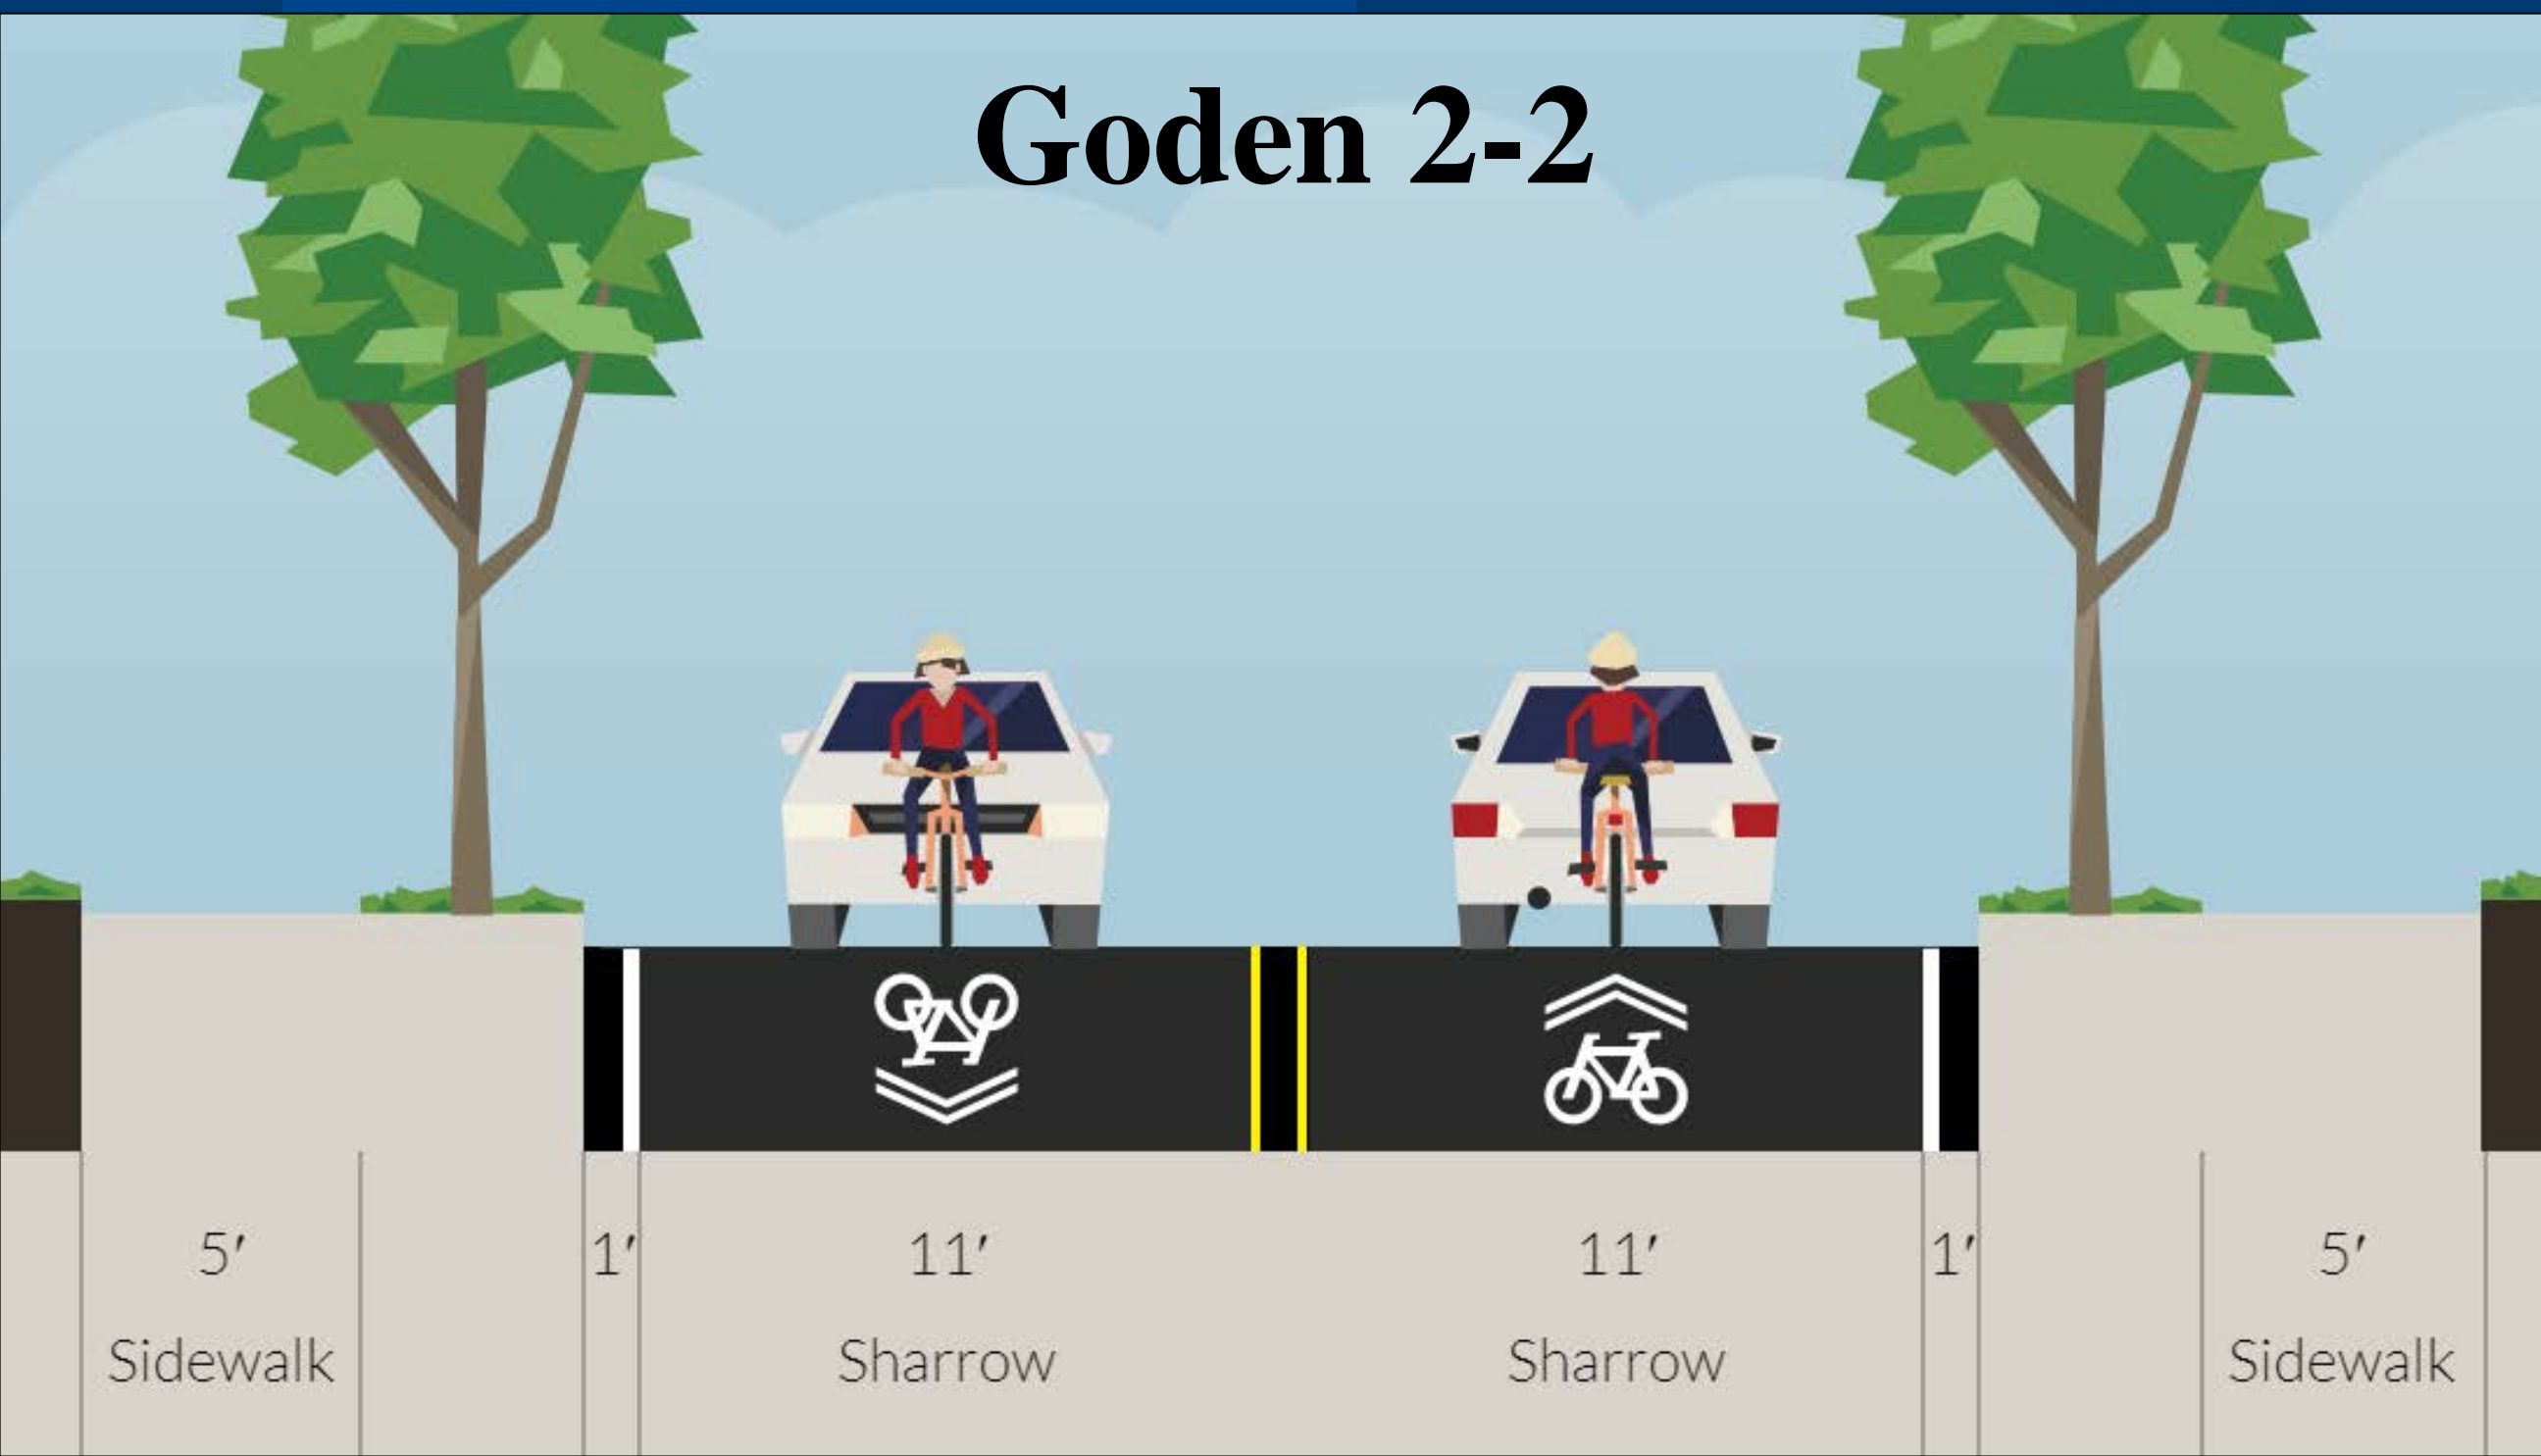 Goden 2-2
5′ 1′ 11′ 11′ 1′ 5′
Sidewalk Sharrow Sharrow Sidewalk